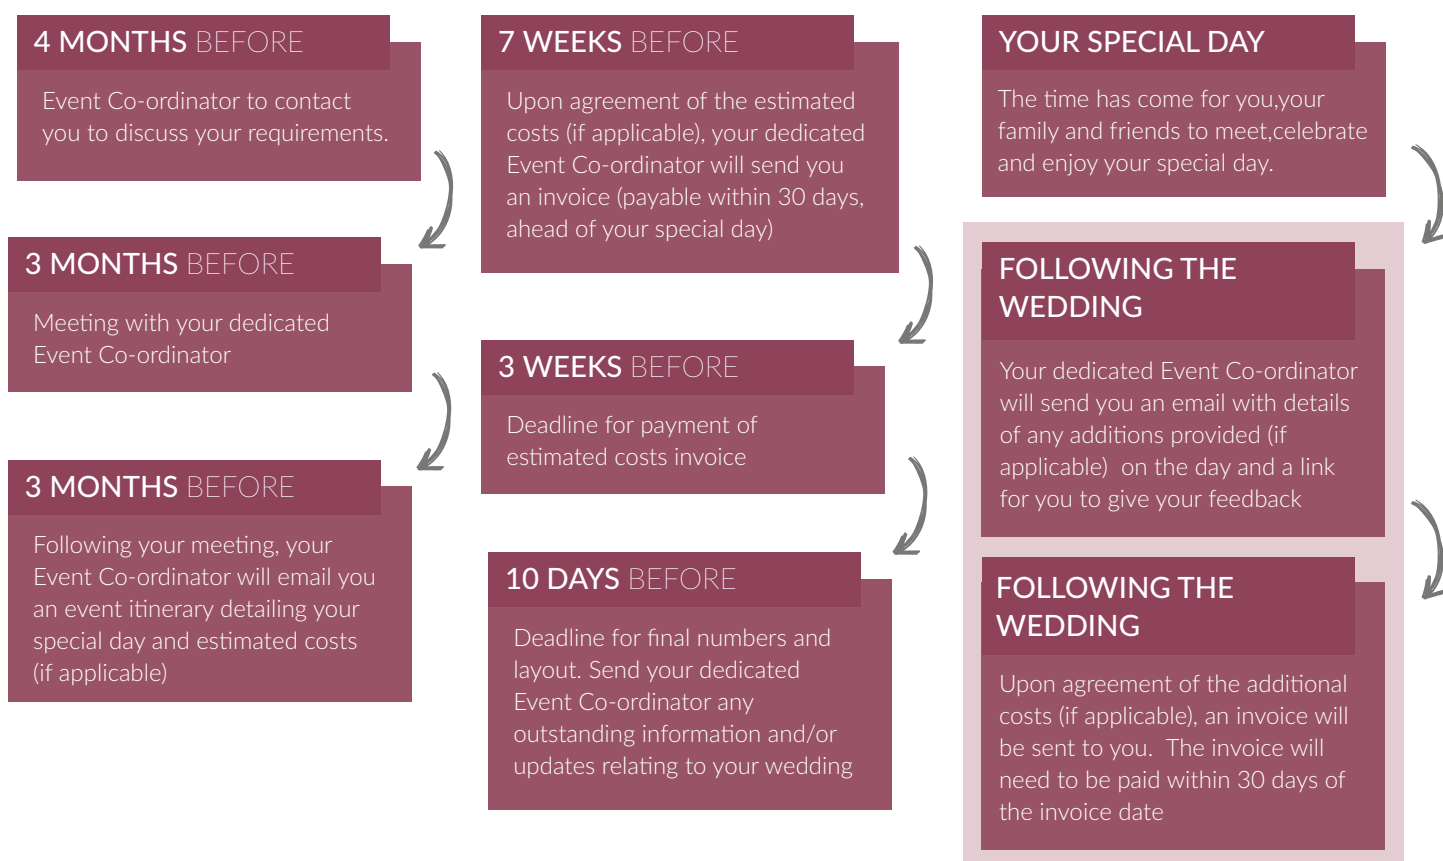 4 MONTHS BEFORE
Event Co-ordinator to contact
you to discuss your requirements.
3 MONTHS BEFORE
Meeting with your dedicated
Event Co-ordinator
3 MONTHS BEFORE
Following your meeting, your
Event Co-ordinator will email you
an event itinerary detailing your
special day and estimated costs
(if applicable)
7 WEEKS BEFORE
Upon agreement of the estimated
costs (if applicable), your dedicated
Event Co-ordinator will send you
an invoice (payable within 30 days,
ahead of your special day)
3 WEEKS BEFORE
Deadline for payment of
estimated costs invoice
10 DAYS BEFORE
Deadline for final numbers and
layout. Send your dedicated
Event Co-ordinator any
outstanding information and/or
updates relating to your wedding
YOUR SPECIAL DAY
The time has come for you,your
family and friends to meet,celebrate
and enjoy your special day.
FOLLOWING THE
WEDDING
Your dedicated Event Co-ordinator
will send you an email with details
of any additions provided (if
applicable)  on the day and a link
for you to give your feedback
FOLLOWING THE
WEDDING
Upon agreement of the additional
costs (if applicable), an invoice will
be sent to you.  The invoice will
need to be paid within 30 days of
the invoice date